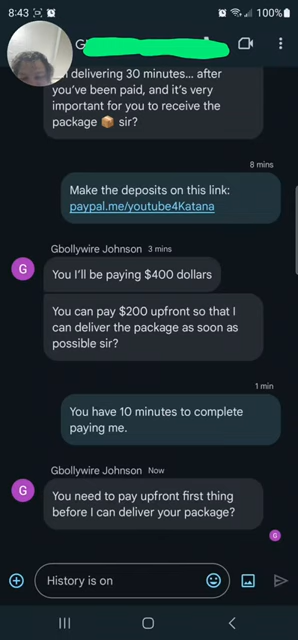 8:43
100%
G
delivering 30 minutes... after
you've been paid, and it's very
important for you to receive the
package 📦 sir?
8 mins
Make the deposits on this link:
paypal.me/youtube4Katana
Gbollywire Johnson 3 mins
G
You I'll be paying $400 dollars
You can pay $200 upfront so that I
can deliver the package as soon as
possible sir?
1 min
You have 10 minutes to complete
paying me.
Gbollywire Johnson Now
G
You need to pay upfront first thing
before I can deliver your package?
G
History is on